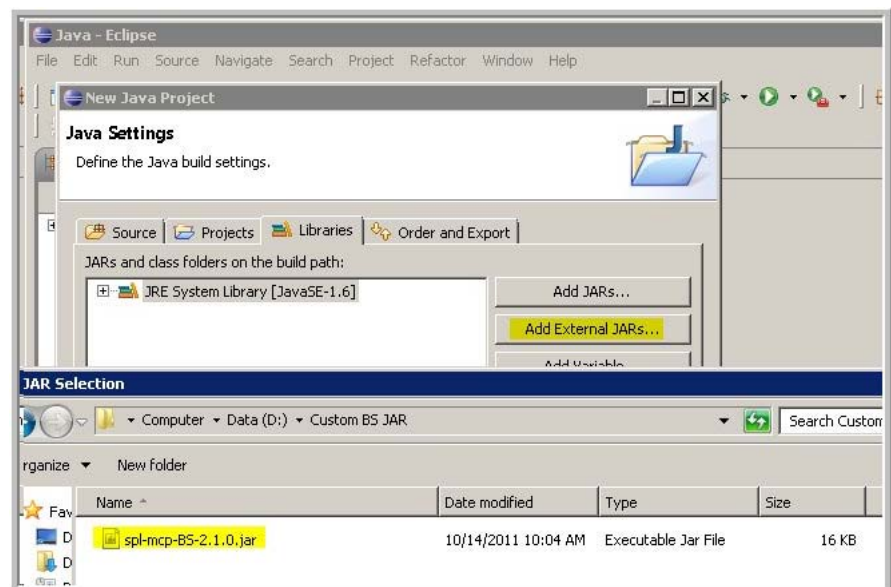 Java - Eclipse
File Edit Run Source Navigate Search Project Refactor Window Help
New Java Project
Java Settings
Define the Java build settings.
Source Projects Libraries Order and Export
JARs and class folders on the build path:
JRE System Library [JavaSE-1.6]
Add JARs...
Add External JARs...
Add Variable
JAR Selection
Computer Data (D:) Custom BS JAR
Search Custom
rganize New folder
Fav
Name Date modified Type Size
D
spl-mcp-BS-2.1.0.jar 10/14/2011 10:04 AM Executable Jar File 16 KB
D